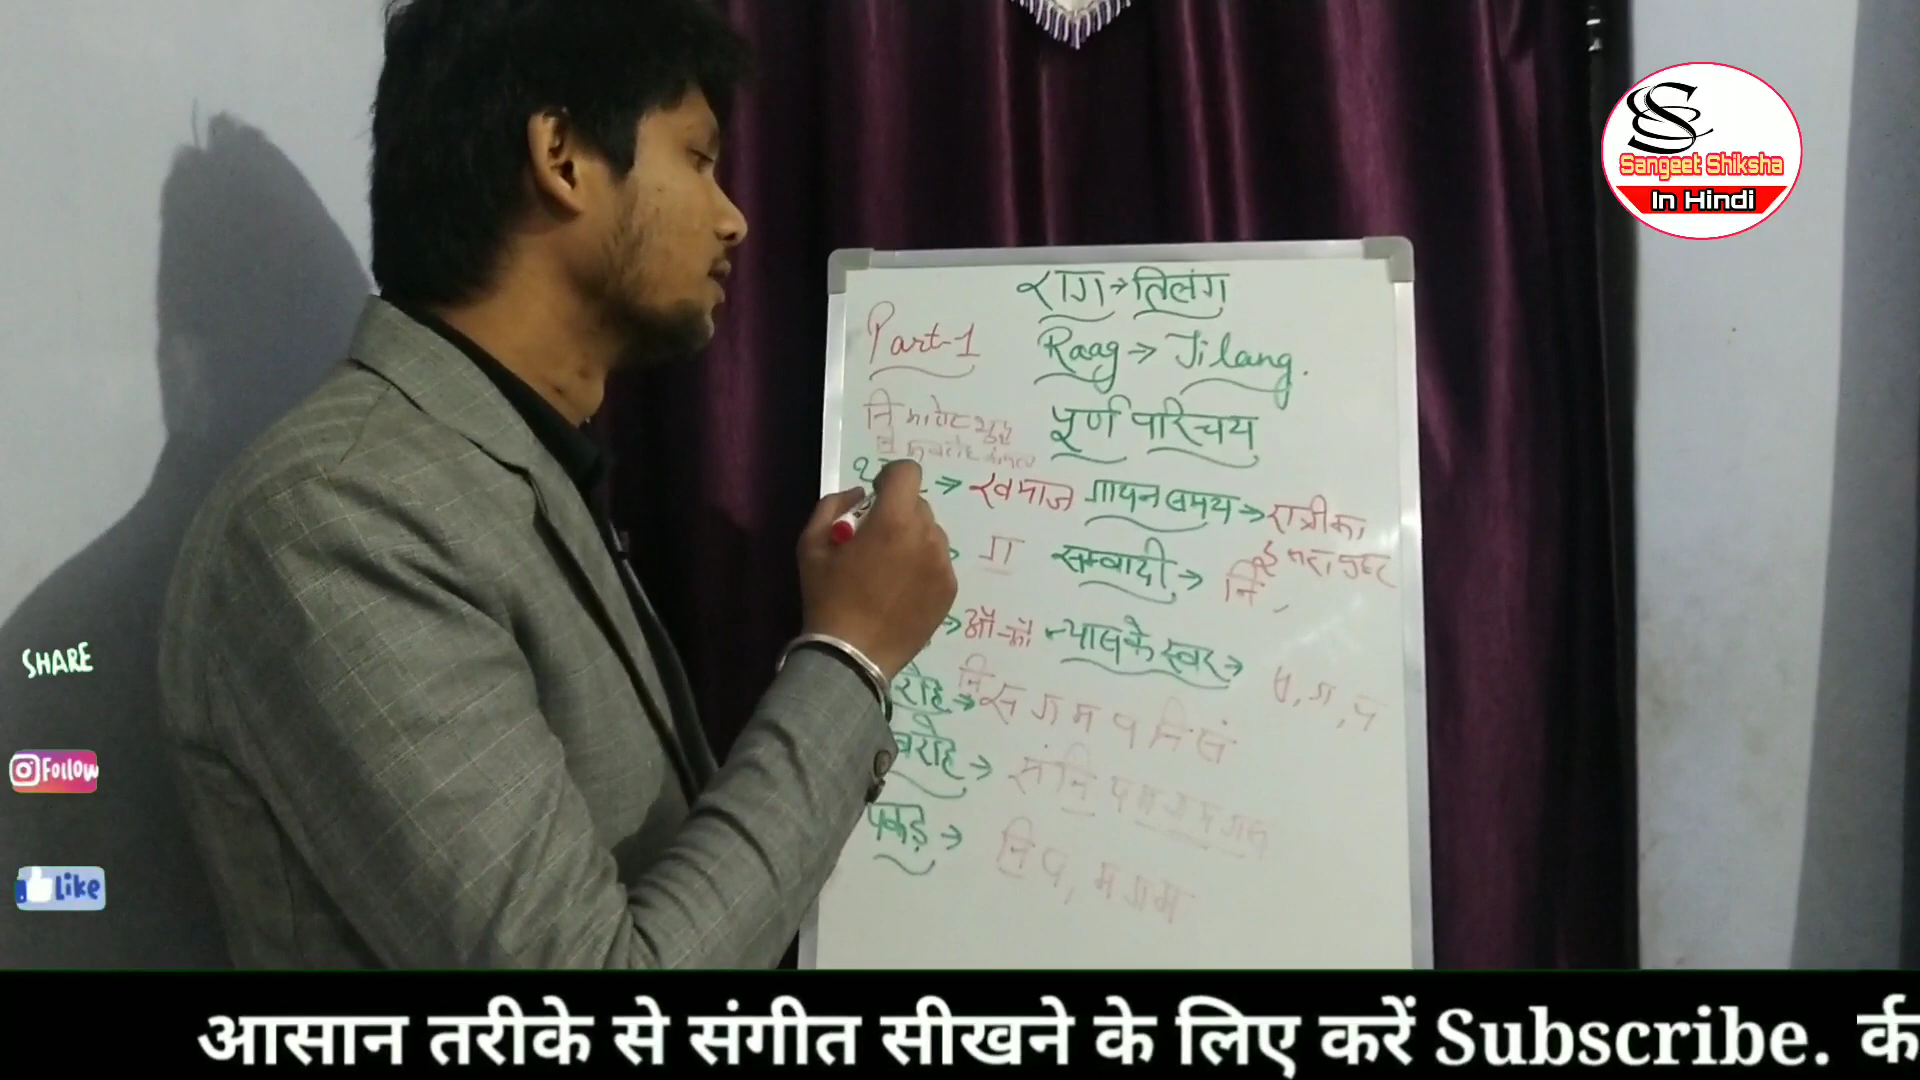 Sangeet Shiksha
In Hindi
राग → तिलंग
Part-1
Raag → Tilang.
पूर्ण परिचय
→ खमाज गायन समय → रात्री का
ग सम्वादी → नि
→ औ-औ न्यास के स्वर → स, ग, प
रोह → स ग म प नि सं
वरोह → सं नि प म ग म ग स
पकड़ → नि प, म ग म
SHARE
Follow
Like
आसान तरीके से संगीत सीखने के लिए करें Subscribe.